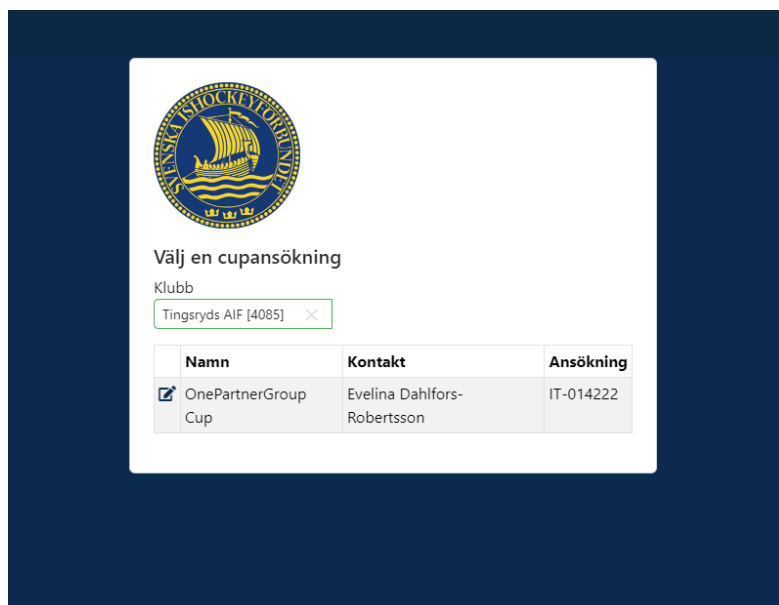 SVENSKA ISHOCKEYFÖRBUNDET
Välj en cupansökning
Klubb
Tingsryds AIF [4085]
Namn Kontakt Ansökning
OnePartnerGroup Evelina Dahlfors- IT-014222
Cup Robertsson